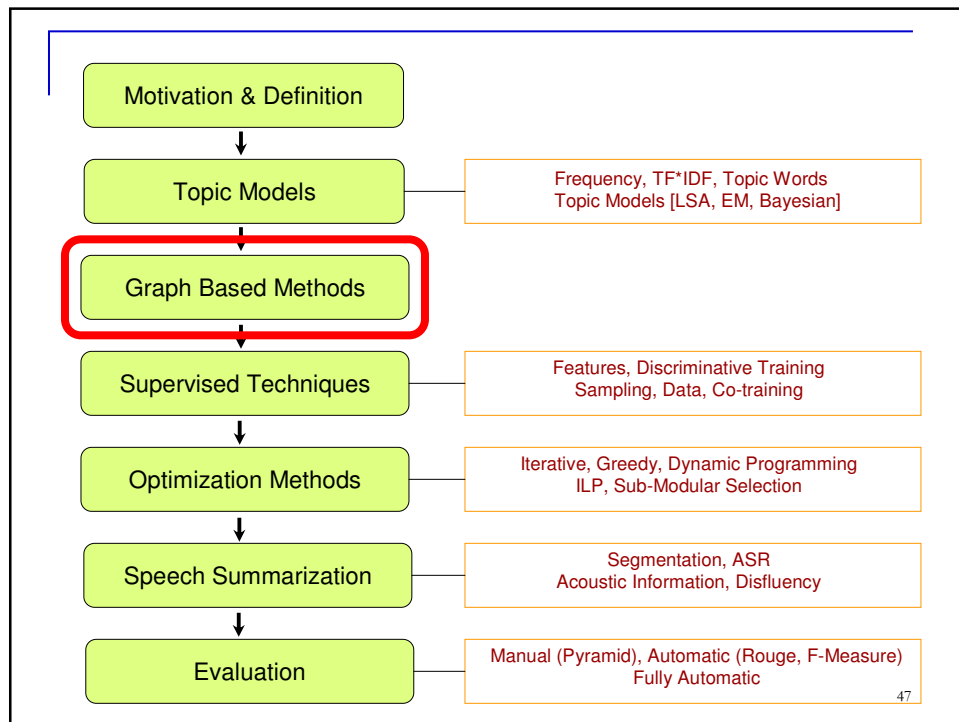 Motivation & Definition
Topic Models
Frequency, TF*IDF, Topic Words
Topic Models [LSA, EM, Bayesian]
Graph Based Methods
Supervised Techniques
Features, Discriminative Training
Sampling, Data, Co-training
Optimization Methods
Iterative, Greedy, Dynamic Programming
ILP, Sub-Modular Selection
Speech Summarization
Segmentation, ASR
Acoustic Information, Disfluency
Evaluation
Manual (Pyramid), Automatic (Rouge, F-Measure)
Fully Automatic
47